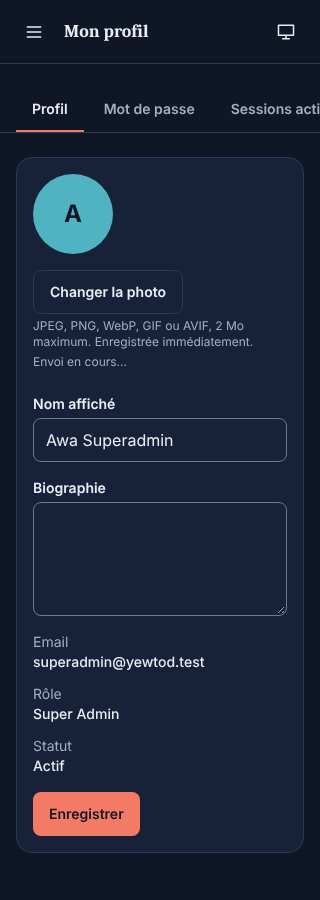 Mon profil
Profil
Mot de passe
Sessions acti
A
Changer la photo
JPEG, PNG, WebP, GIF ou AVIF, 2 Mo
maximum. Enregistrée immédiatement.
Envoi en cours…
Nom affiché
Awa Superadmin
Biographie
Email
superadmin@yewtod.test
Rôle
Super Admin
Statut
Actif
Enregistrer